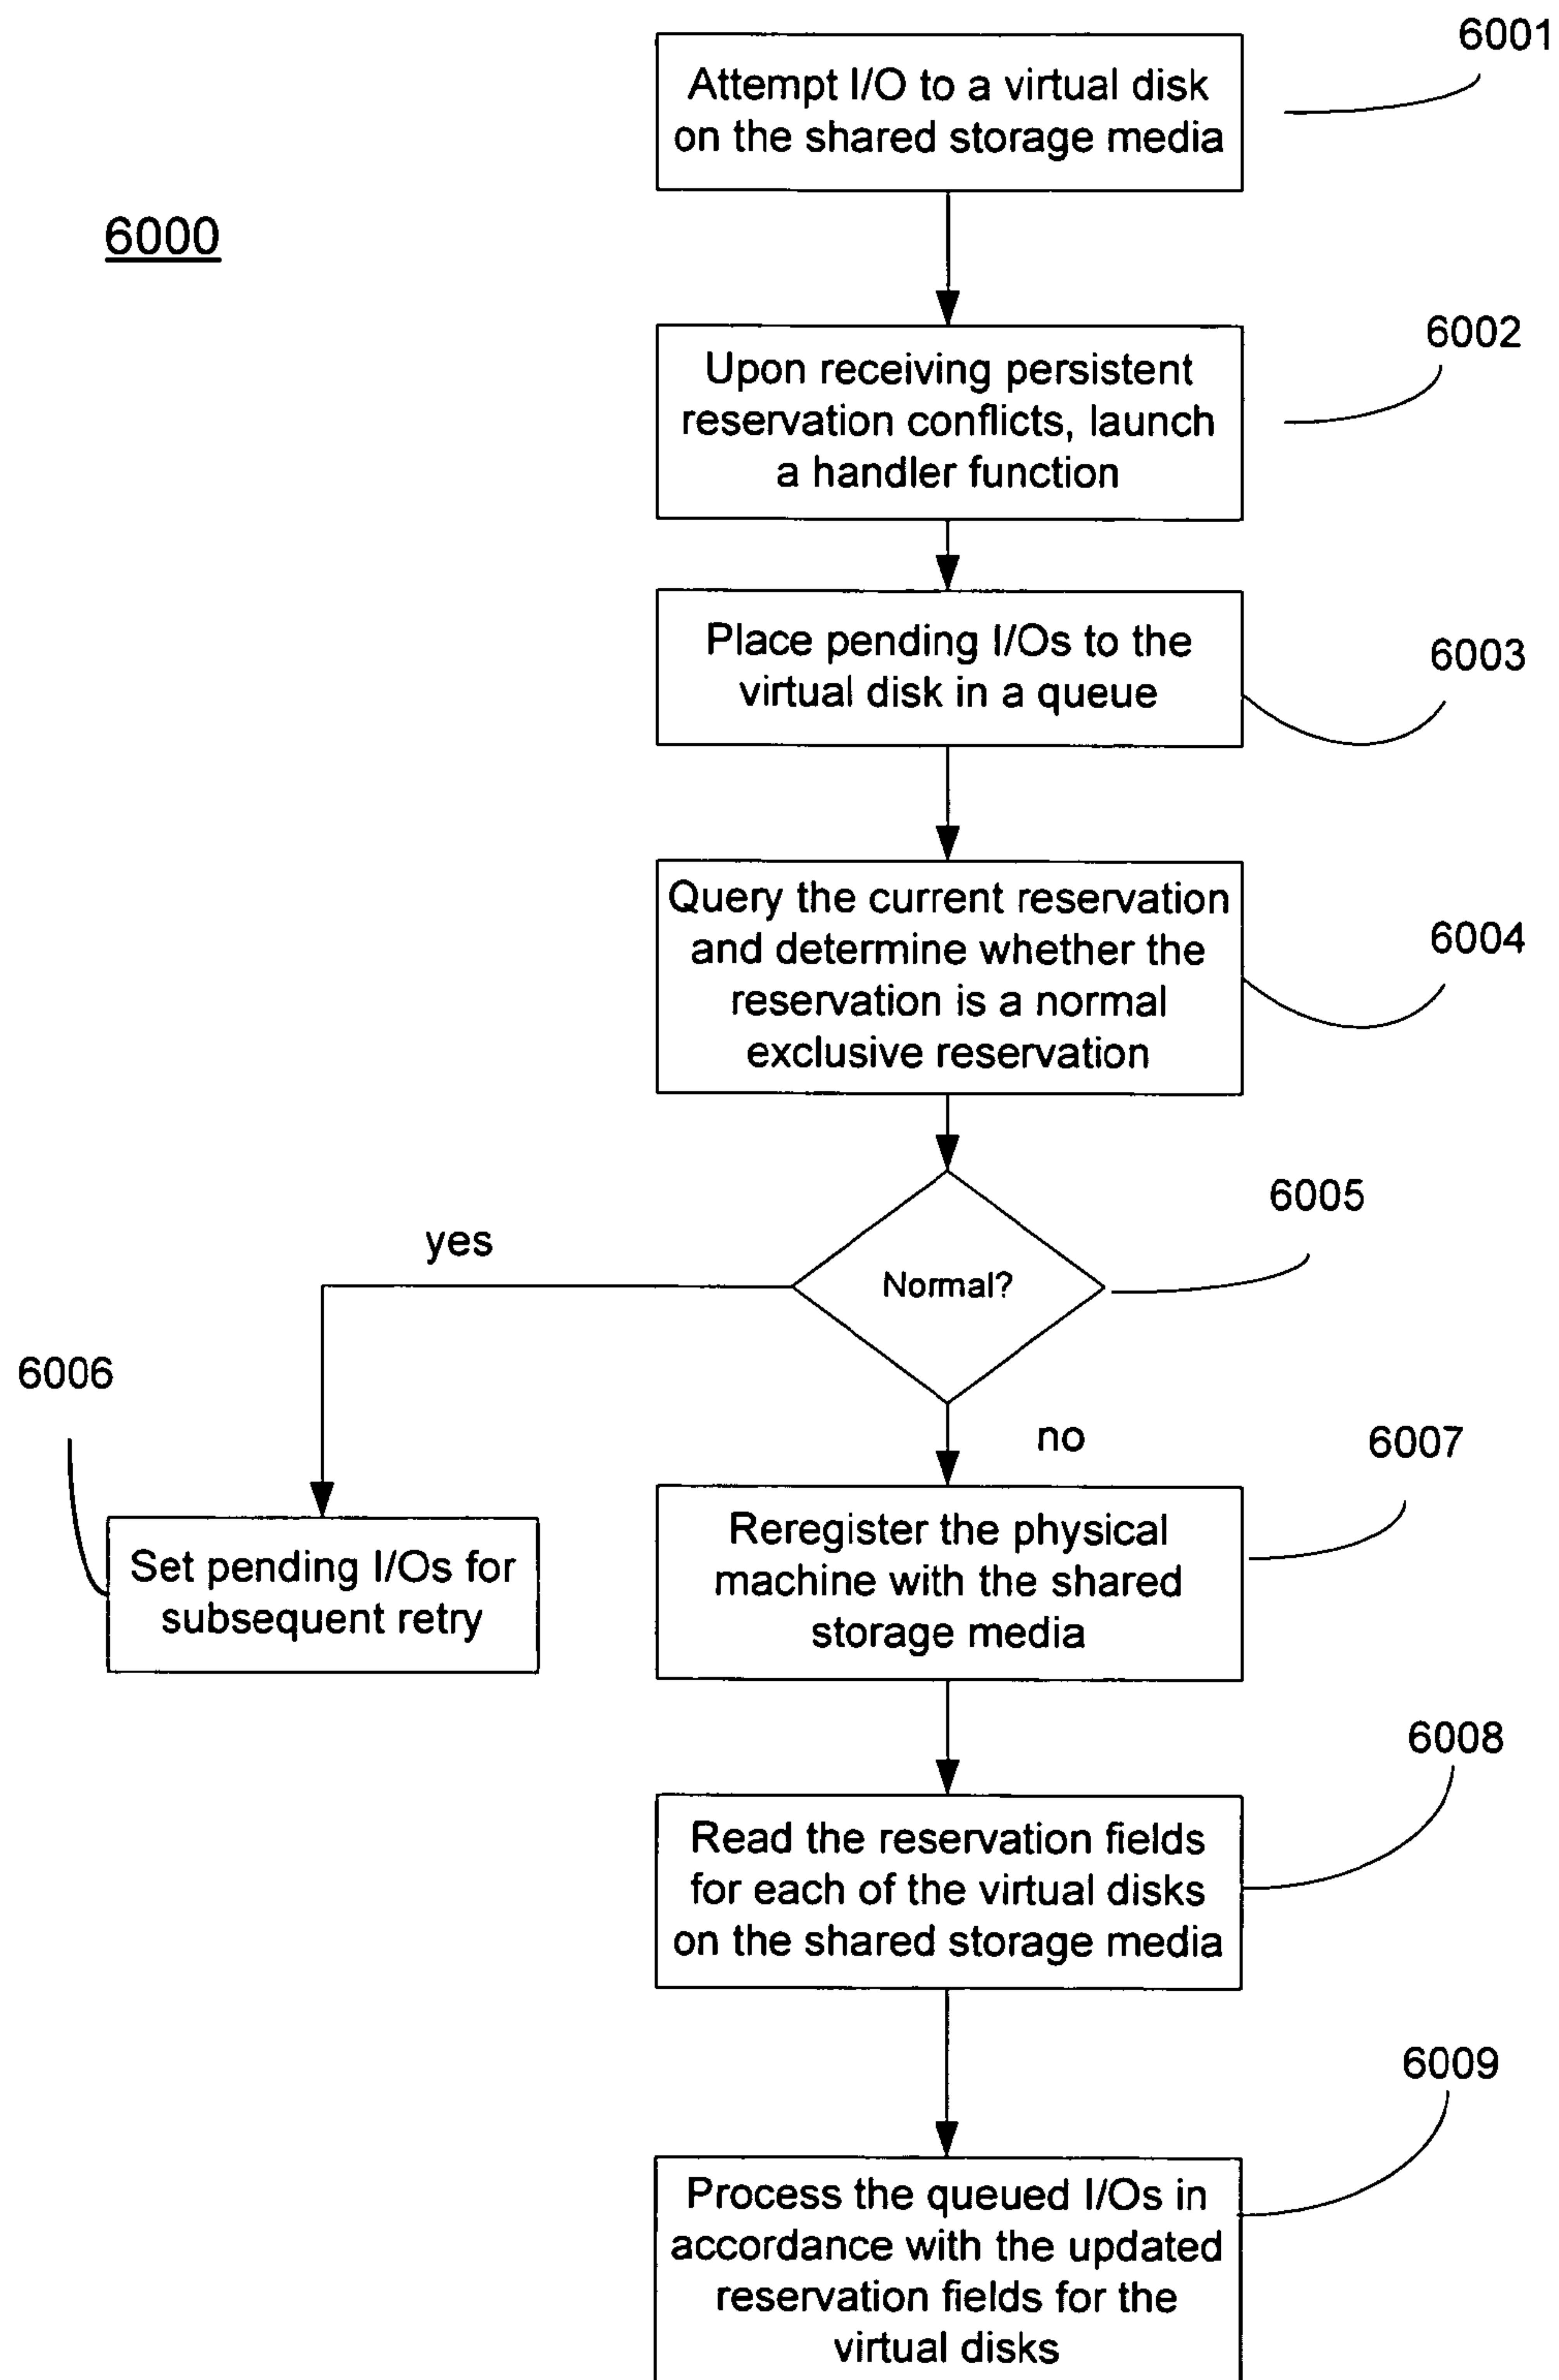 6001
Attempt I/O to a virtual disk
on the shared storage media
6000
6002
Upon receiving persistent
reservation conflicts, launch
a handler function
Place pending I/Os to the
virtual disk in a queue
6003
Query the current reservation
and determine whether the
reservation is a normal
exclusive reservation
6004
6005
yes
Normal?
6006
no
6007
Set pending I/Os for
subsequent retry
Reregister the physical
machine with the shared
storage media
6008
Read the reservation fields
for each of the virtual disks
on the shared storage media
6009
Process the queued I/Os in
accordance with the updated
reservation fields for the
virtual disks